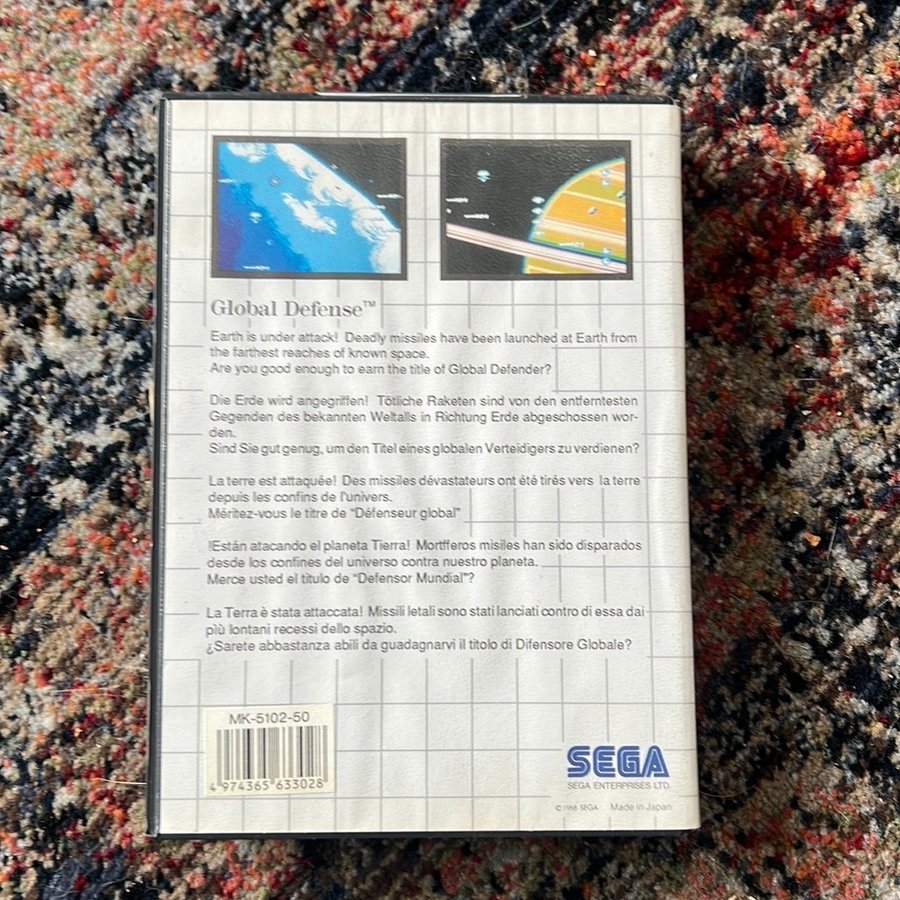 Global Defense™
Earth is under attack! Deadly missiles have been launched at Earth from
the farthest reaches of known space.
Are you good enough to earn the title of Global Defender?
Die Erde wird angegriffen! Tötliche Raketen sind von den entferntesten
Gegenden des bekannten Weltalls in Richtung Erde abgeschossen wor-
den.
Sind Sie gut genug, um den Titel eines globalen Verteidigers zu verdienen?
La terre est attaquée! Des missiles dévastateurs ont été tirés vers la terre
depuis les confins de l'univers.
Méritez-vous le titre de "Défenseur global"
!Están atacando el planeta Tierra! Mortfferos misiles han sido disparados
desde los confines del universo contra nuestro planeta.
Merce usted el titulo de "Defensor Mundial"?
La Terra è stata attaccata! Missili letali sono stati lanciati contro di essa dai
più lontani recessi dello spazio.
¿Sarete abbastanza abili da guadagnarvi il titolo di Difensore Globale?
MK-5102-50
4 974365 633028
SEGA
SEGA ENTERPRISES LTD.
©1988 SEGA Made in Japan